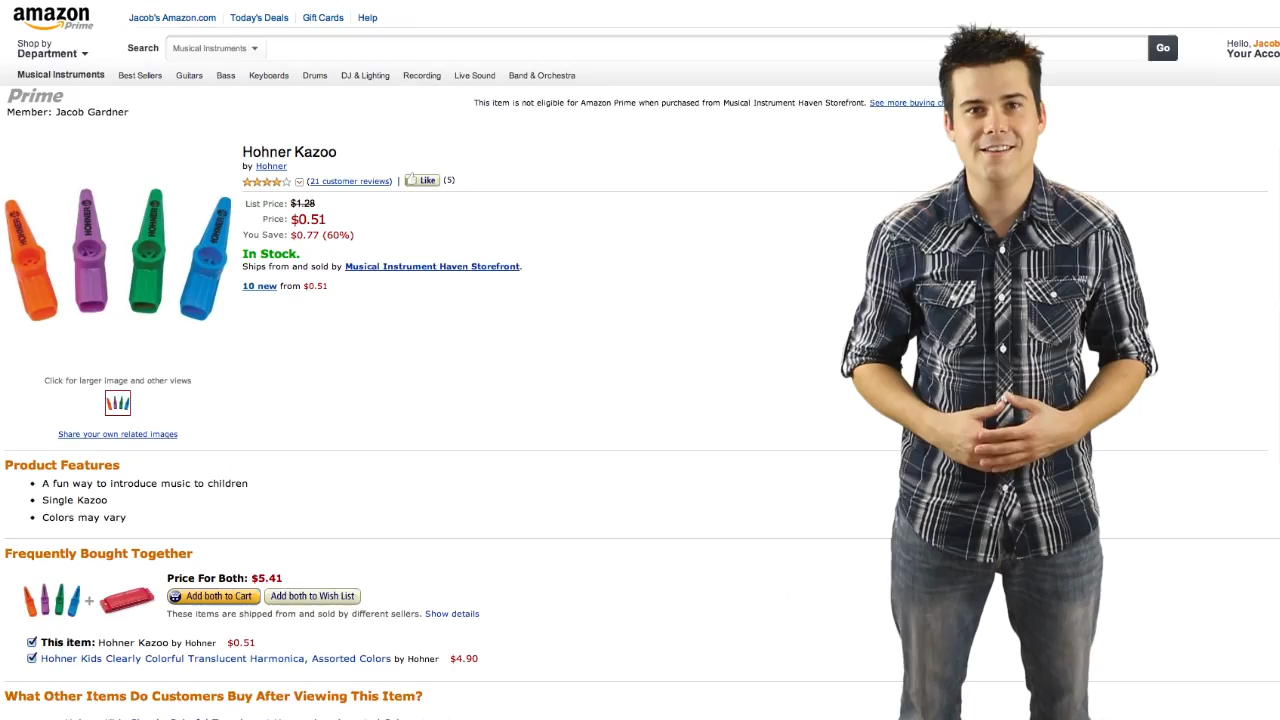 amazon
Prime
Jacob's Amazon.com | Today's Deals | Gift Cards | Help
Shop by
Department
Search
Musical Instruments
Go
Hello, Jacob
Your Acco
Musical Instruments Best Sellers Guitars Bass Keyboards Drums DJ & Lighting Recording Live Sound Band & Orchestra
Prime
Member: Jacob Gardner
This item is not eligible for Amazon Prime when purchased from Musical Instrument Haven Storefront. See more buying
Hohner Kazoo
by Hohner
(21 customer reviews) | Like (5)
List Price: $1.28
Price: $0.51
You Save: $0.77 (60%)
In Stock.
Ships from and sold by Musical Instrument Haven Storefront.
10 new from $0.51
HOHNER
HOHNER
HOHNER
HOHNER
Click for larger image and other views
Share your own related images
Product Features
• A fun way to introduce music to children
• Single Kazoo
• Colors may vary
Frequently Bought Together
Price For Both: $5.41
Add both to Cart Add both to Wish List
These items are shipped from and sold by different sellers. Show details
This item: Hohner Kazoo by Hohner $0.51
Hohner Kids Clearly Colorful Translucent Harmonica, Assorted Colors by Hohner $4.90
What Other Items Do Customers Buy After Viewing This Item?